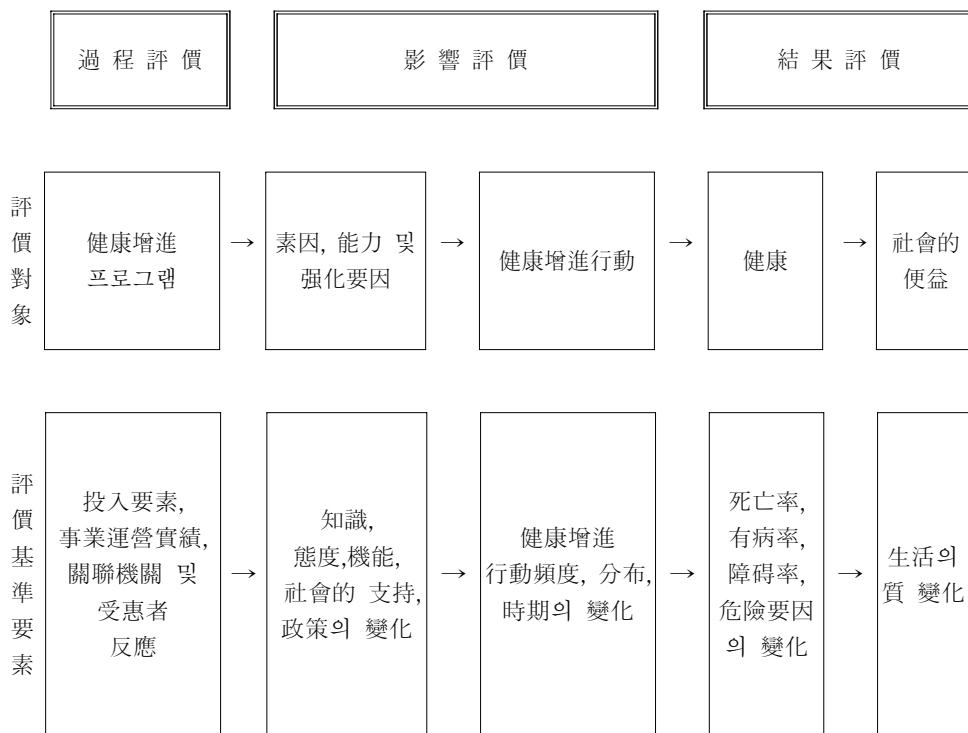 過 程 評 價
影 響 評 價
結 果 評 價
評
價
對
象
健康增進
프로그램
→
素因, 能力 및
强化要因
→
健康增進行動
→
健康
→
社會的
便益
評
價
基
準
要
素
投入要素,
事業運營實績,
關聯機關 및
受惠者
反應
→
知識,
態度,機能,
社會的 支持,
政策의 變化
→
健康增進
行動頻度, 分布,
時期의 變化
→
死亡率,
有病率,
障碍率,
危險要因
의 變化
→
生活의
質 變化